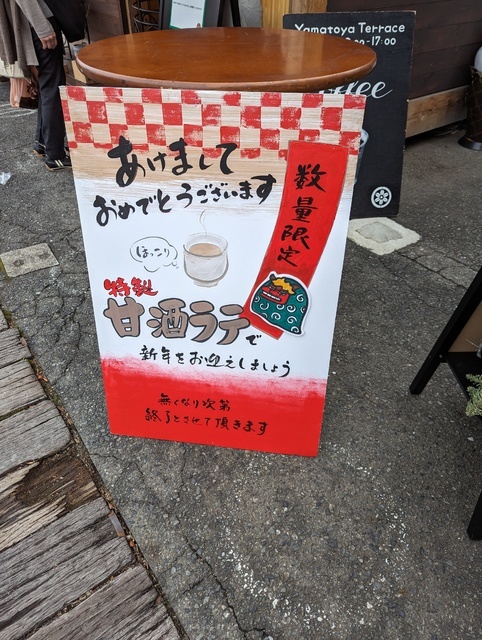 Yamatoya Terrace
0-17:00
あけまして
おめでとうございます
数量限定
ほっこり
特製
甘酒ラテで
新年をお迎えしましょう
無くなり次第
終了とさせて頂きます